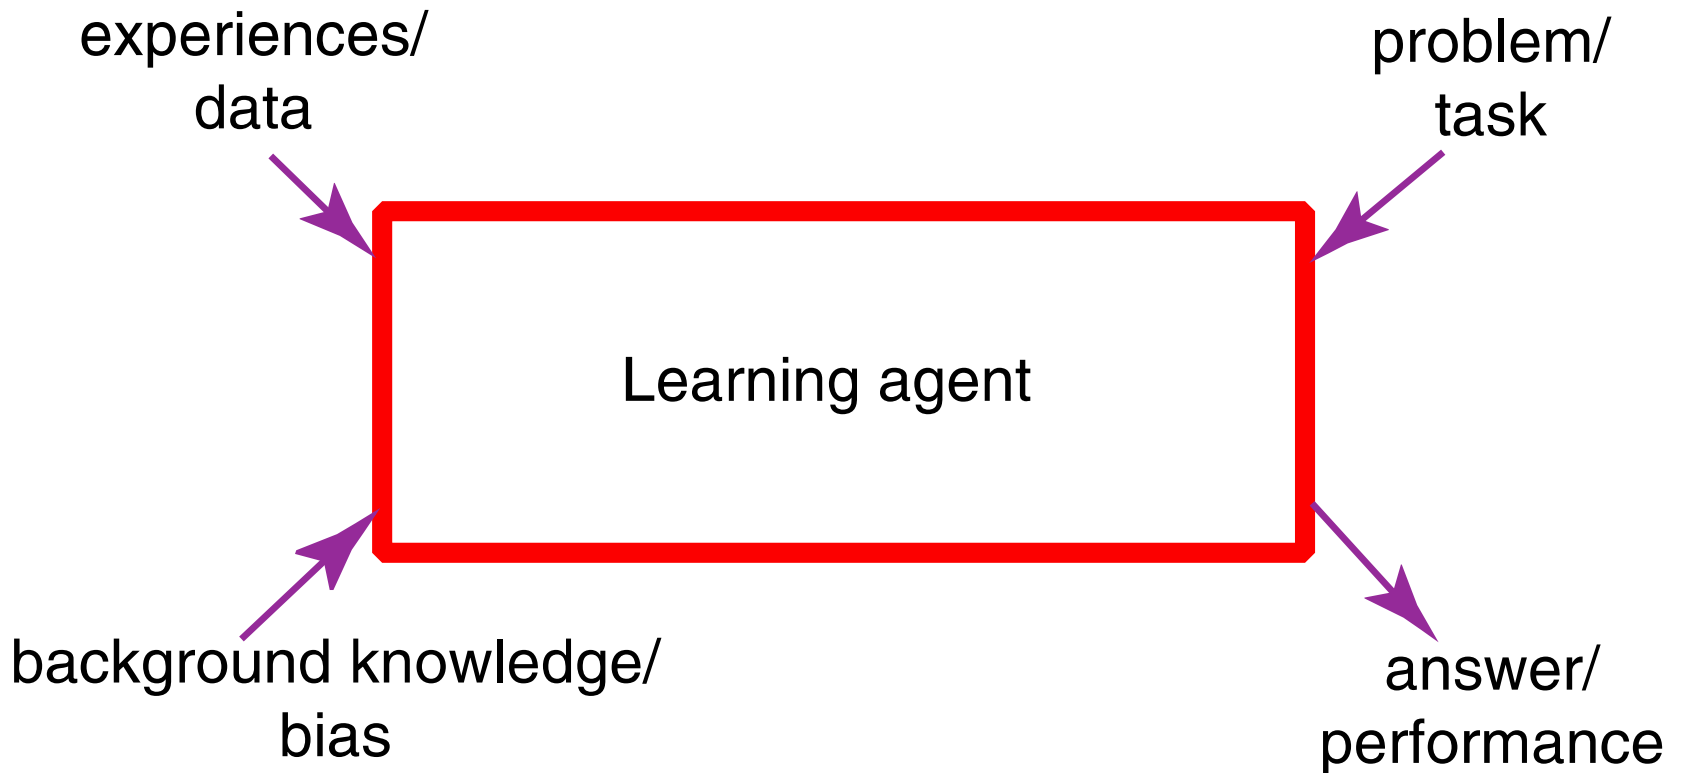 experiences/
data
problem/
task
Learning agent
background knowledge/
bias
answer/
performance